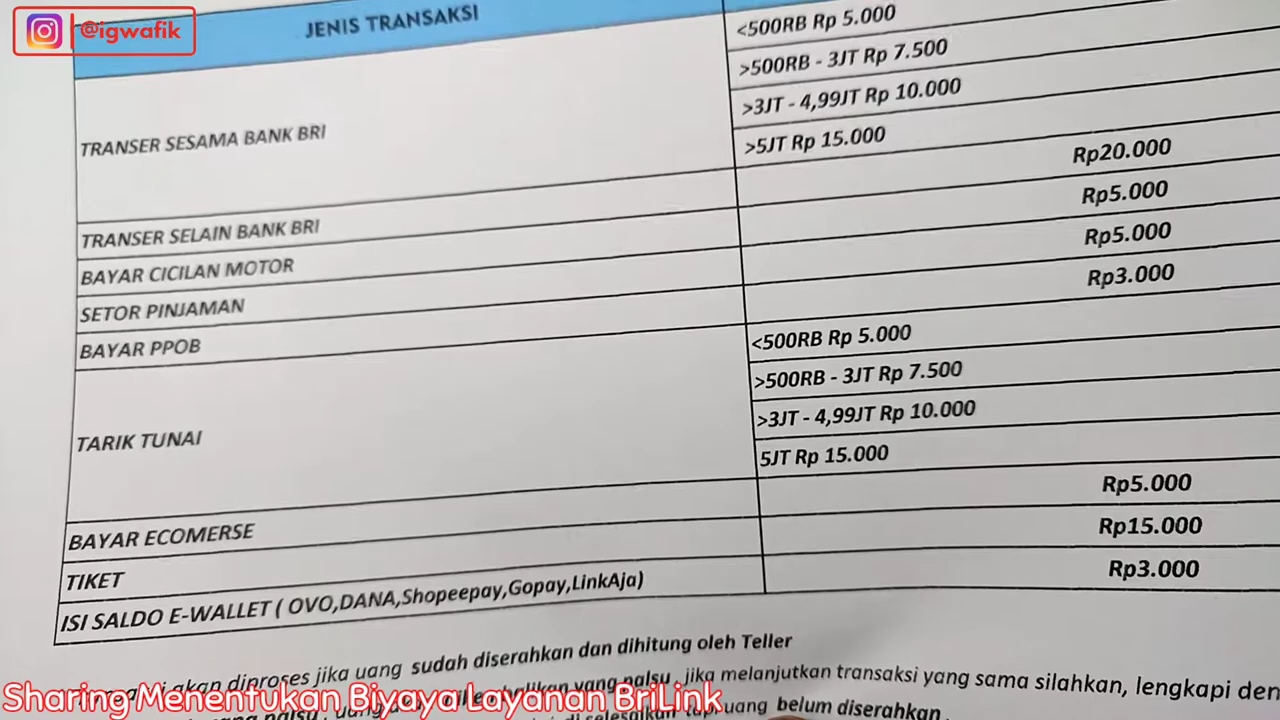 @igwafik
JENIS TRANSAKSI
TRANSER SESAMA BANK BRI
<500RB Rp 5.000
>500RB - 3JT Rp 7.500
>3JT - 4,99JT Rp 10.000
>5JT Rp 15.000
TRANSER SELAIN BANK BRI Rp20.000
BAYAR CICILAN MOTOR Rp5.000
SETOR PINJAMAN Rp5.000
BAYAR PPOB Rp3.000
TARIK TUNAI
<500RB Rp 5.000
>500RB - 3JT Rp 7.500
>3JT - 4,99JT Rp 10.000
5JT Rp 15.000
BAYAR ECOMERSE Rp5.000
TIKET Rp15.000
ISI SALDO E-WALLET ( OVO,DANA,Shopeepay,Gopay,LinkAja) Rp3.000
akan diproses jika uang sudah diserahkan dan dihitung oleh Teller
yang palsu, jika melanjutkan transaksi yang sama silahkan, lengkapi
uang belum diserahkan.
Sharing Menentukan Biyaya Layanan BriLink